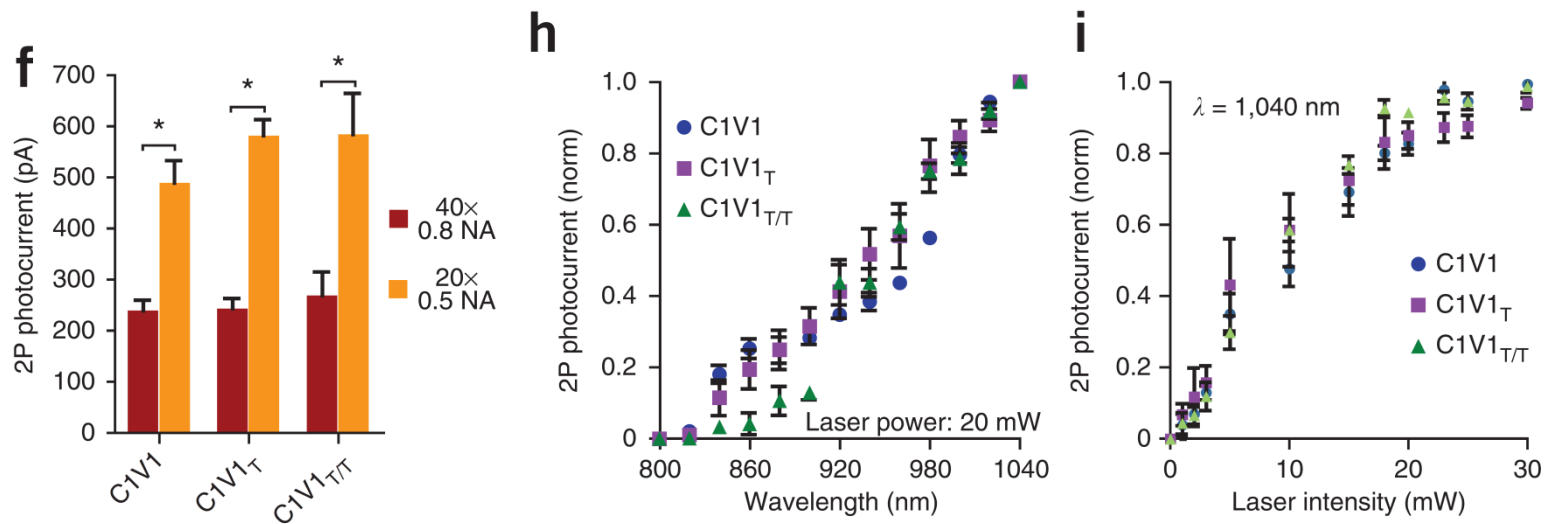 f
700
600
500
400
300
200
100
0
2P photocurrent (pA)
*
*
*
C1V1
C1V1T
C1V1T/T
40×
0.8 NA
20×
0.5 NA
h
1.0
0.8
0.6
0.4
0.2
0
2P photocurrent (norm)
C1V1
C1V1T
C1V1T/T
Laser power: 20 mW
800 860 920 980 1040
Wavelength (nm)
i
1.0
0.8
0.6
0.4
0.2
0
2P photocurrent (norm)
λ = 1,040 nm
C1V1
C1V1T
C1V1T/T
0 10 20 30
Laser intensity (mW)